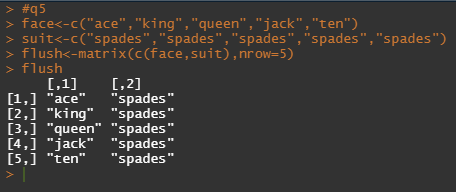 > #q5
> face<-c("ace","king","queen","jack","ten")
> suit<-c("spades","spades","spades","spades","spades")
> flush<-matrix(c(face,suit),nrow=5)
> flush
     [,1]    [,2]
[1,] "ace"   "spades"
[2,] "king"  "spades"
[3,] "queen" "spades"
[4,] "jack"  "spades"
[5,] "ten"   "spades"
>